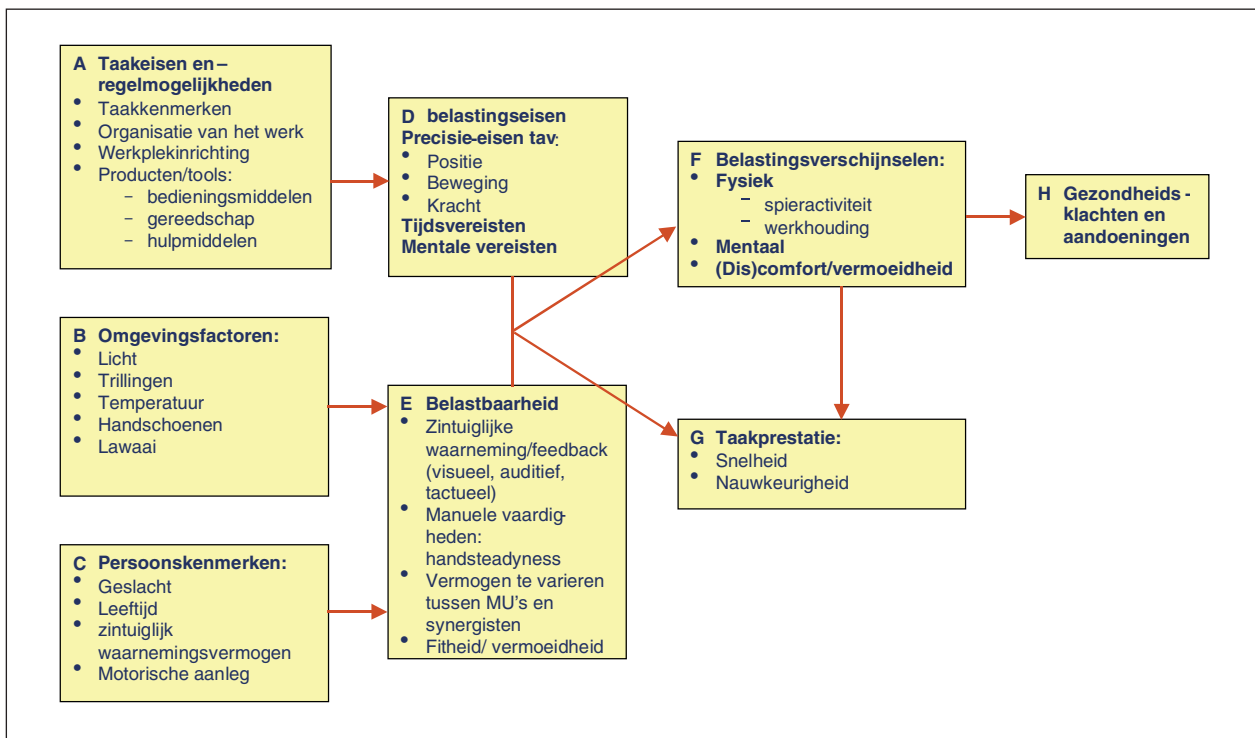 A Taakeisen en –
regelmogelijkheden
• Taakkenmerken
• Organisatie van het werk
• Werkplekinrichting
• Producten/tools:
– bedieningsmiddelen
– gereedschap
– hulpmiddelen
B Omgevingsfactoren:
• Licht
• Trillingen
• Temperatuur
• Handschoenen
• Lawaai
C Persoonskenmerken:
• Geslacht
• Leeftijd
• zintuiglijk
waarnemingsvermogen
• Motorische aanleg
D belastingseisen
Precisie-eisen tav:
• Positie
• Beweging
• Kracht
Tijdsvereisten
Mentale vereisten
E Belastbaarheid
• Zintuiglijke
waarneming/feedback
(visueel, auditief,
tactueel)
• Manuele vaardig-
heden:
handsteadyness
• Vermogen te varieren
tussen MU's en
synergisten
• Fitheid/ vermoeidheid
F Belastingsverschijnselen:
• Fysiek
– spieractiviteit
– werkhouding
• Mentaal
• (Dis)comfort/vermoeidheid
G Taakprestatie:
• Snelheid
• Nauwkeurigheid
H Gezondheids -
klachten en
aandoeningen